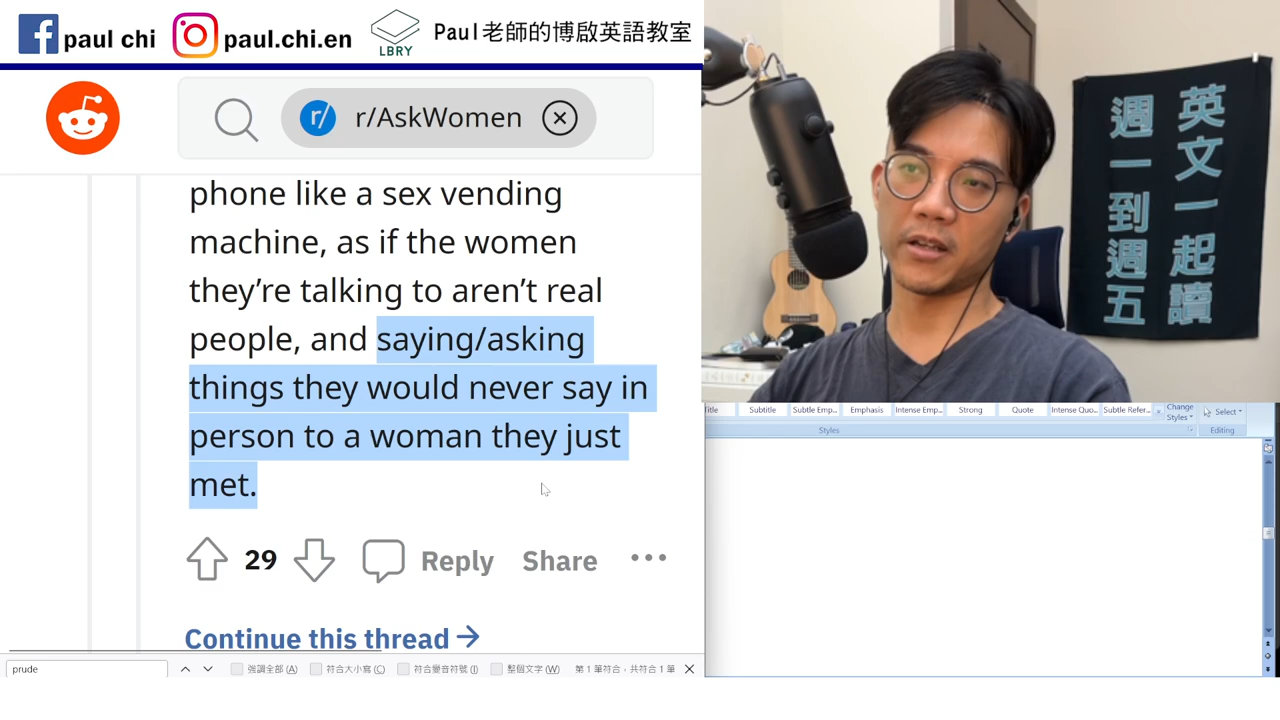 paul chi
paul.chi.en
LBRY
Paul老師的博啟英語教室
r/
r/AskWomen
phone like a sex vending
machine, as if the women
they're talking to aren't real
people, and saying/asking
things they would never say in
person to a woman they just
met.
29
Reply
Share
Continue this thread
prude
強調全部 (A)
符合大小寫 (C)
符合變音符號 (I)
整個文字 (W)
第 1 筆符合，共符合 1 筆
英文一起讀
週一到週五
Title
Subtitle
Subtle Emp...
Emphasis
Intense Emp...
Strong
Quote
Intense Quo...
Subtle Refer...
Change
Styles
Select
Styles
Editing